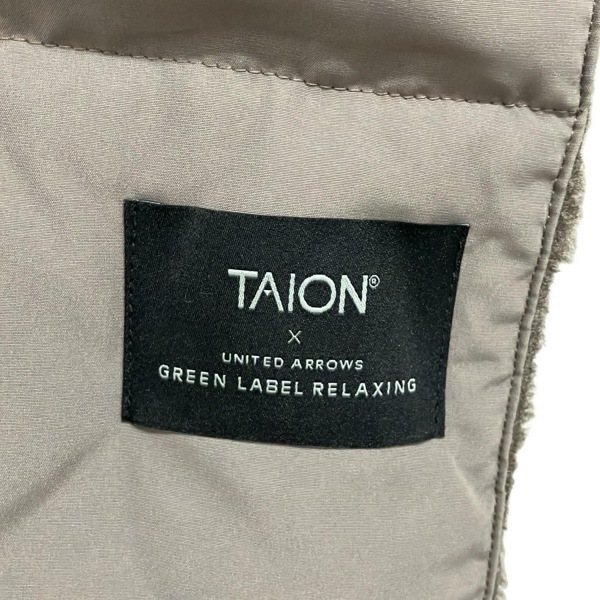 TAION®
×
UNITED ARROWS
GREEN LABEL RELAXING